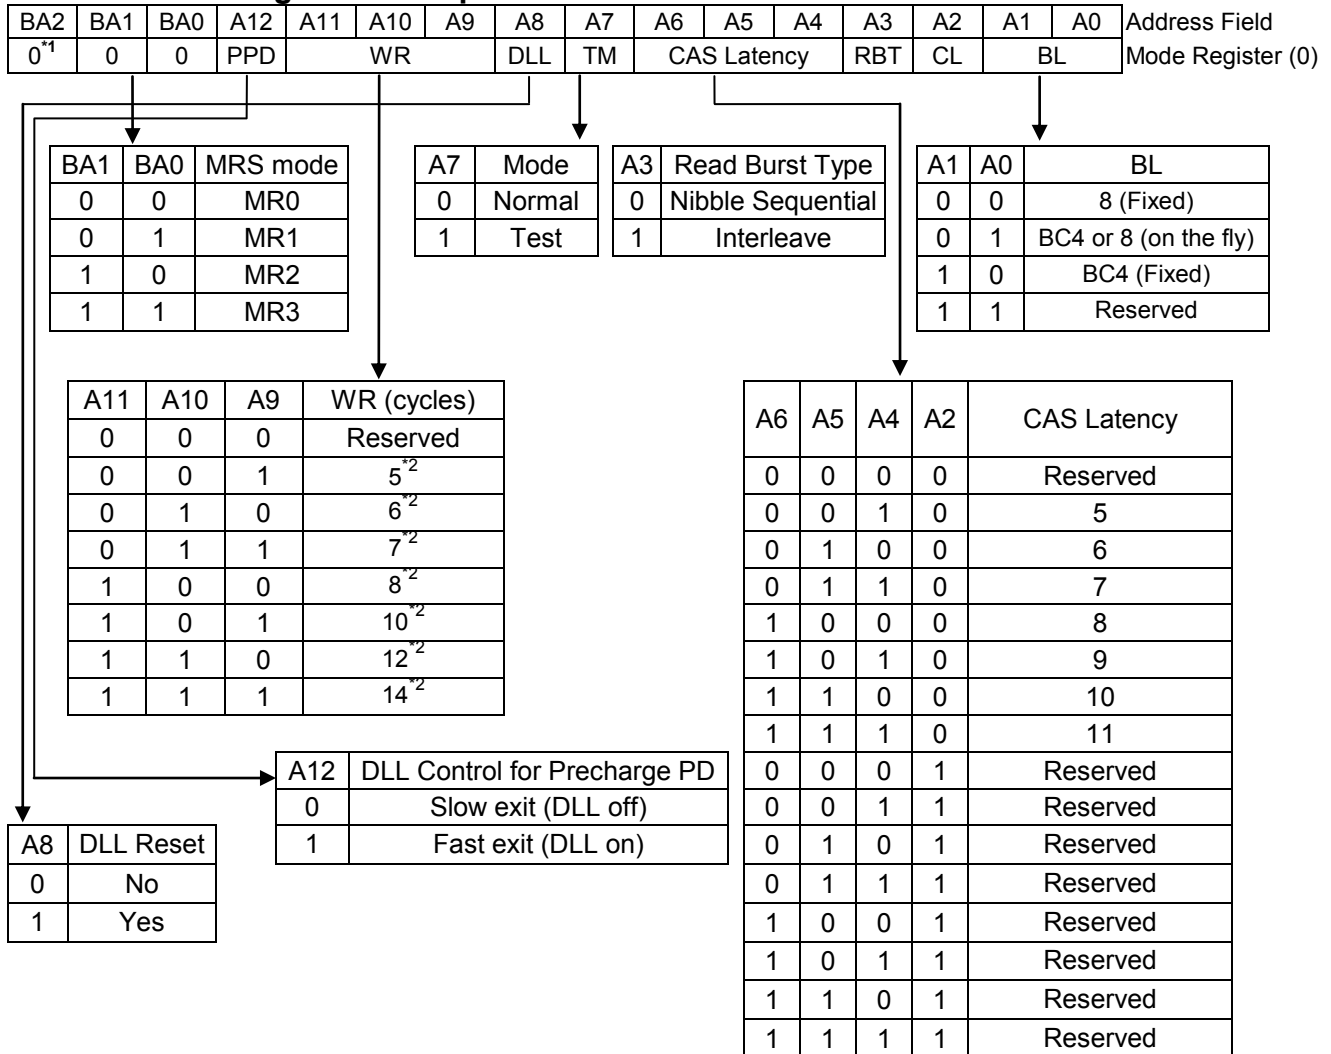 BA2 BA1 BA0 A12 A11 A10 A9 A8 A7 A6 A5 A4 A3 A2 A1 A0 Address Field
0*1 0 0 PPD WR DLL TM CAS Latency RBT CL BL Mode Register (0)
BA1 BA0 MRS mode
0 0 MR0
0 1 MR1
1 0 MR2
1 1 MR3
A7 Mode
0 Normal
1 Test
A3 Read Burst Type
0 Nibble Sequential
1 Interleave
A1 A0 BL
0 0 8 (Fixed)
0 1 BC4 or 8 (on the fly)
1 0 BC4 (Fixed)
1 1 Reserved
A11 A10 A9 WR (cycles)
0 0 0 Reserved
0 0 1 5*2
0 1 0 6*2
0 1 1 7*2
1 0 0 8*2
1 0 1 10*2
1 1 0 12*2
1 1 1 14*2
A6 A5 A4 A2 CAS Latency
0 0 0 0 Reserved
0 0 1 0 5
0 1 0 0 6
0 1 1 0 7
1 0 0 0 8
1 0 1 0 9
1 1 0 0 10
1 1 1 0 11
0 0 0 1 Reserved
0 0 1 1 Reserved
0 1 0 1 Reserved
0 1 1 1 Reserved
1 0 0 1 Reserved
1 0 1 1 Reserved
1 1 0 1 Reserved
1 1 1 1 Reserved
A12 DLL Control for Precharge PD
0 Slow exit (DLL off)
1 Fast exit (DLL on)
A8 DLL Reset
0 No
1 Yes